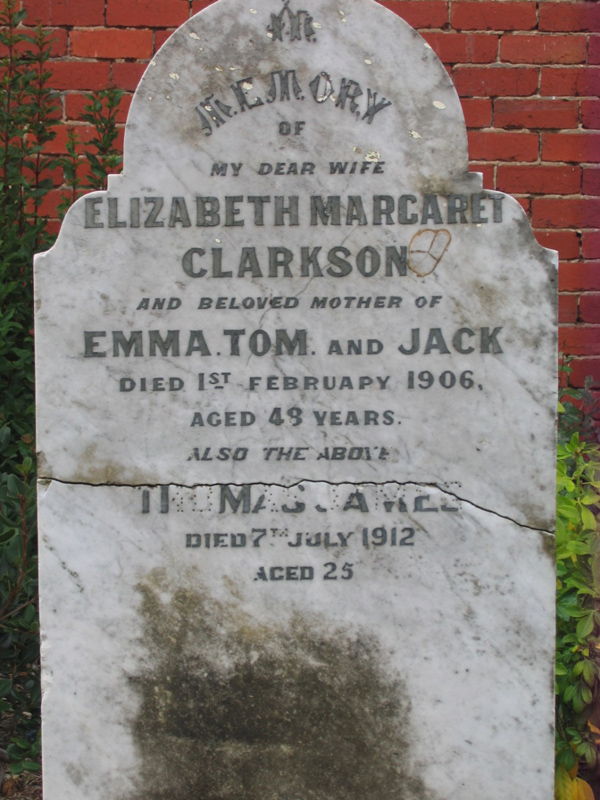 In
MEMORY
OF
MY DEAR WIFE
ELIZABETH MARGARET
CLARKSON
AND BELOVED MOTHER OF
EMMA. TOM. AND JACK
DIED 1ST FEBRUARY 1906,
AGED 48 YEARS.
ALSO THE ABOVE
THOMAS JAMES
DIED 7TH JULY 1912
AGED 25